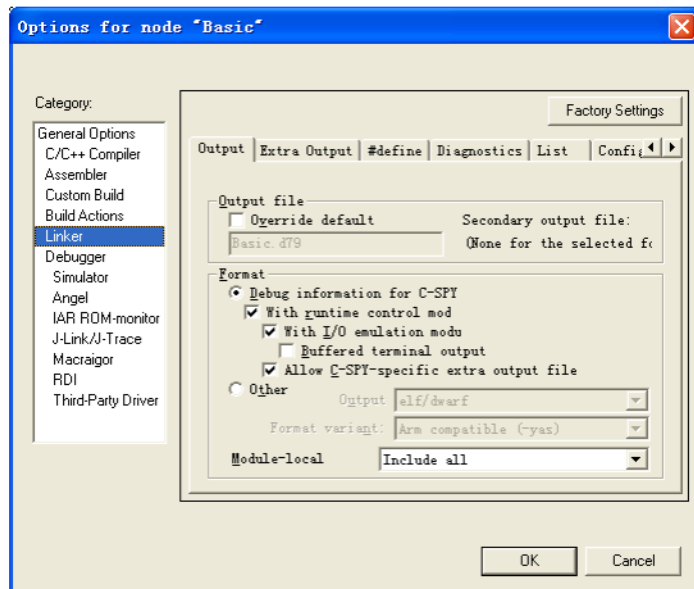 Options for node "Basic"
Category:
Factory Settings
General Options
C/C++ Compiler
Assembler
Custom Build
Build Actions
Linker
Debugger
Simulator
Angel
IAR ROM-monitor
J-Link/J-Trace
Macraigor
RDI
Third-Party Driver
Output
Extra Output
#define
Diagnostics
List
Config
Output file
Override default
Secondary output file:
Basic.d79
(None for the selected fo
Format
Debug information for C-SPY
With runtime control mod
With I/O emulation modu
Buffered terminal output
Allow C-SPY-specific extra output file
Other
Output
elf/dwarf
Format variant:
Arm compatible (-yas)
Module-local
Include all
OK
Cancel